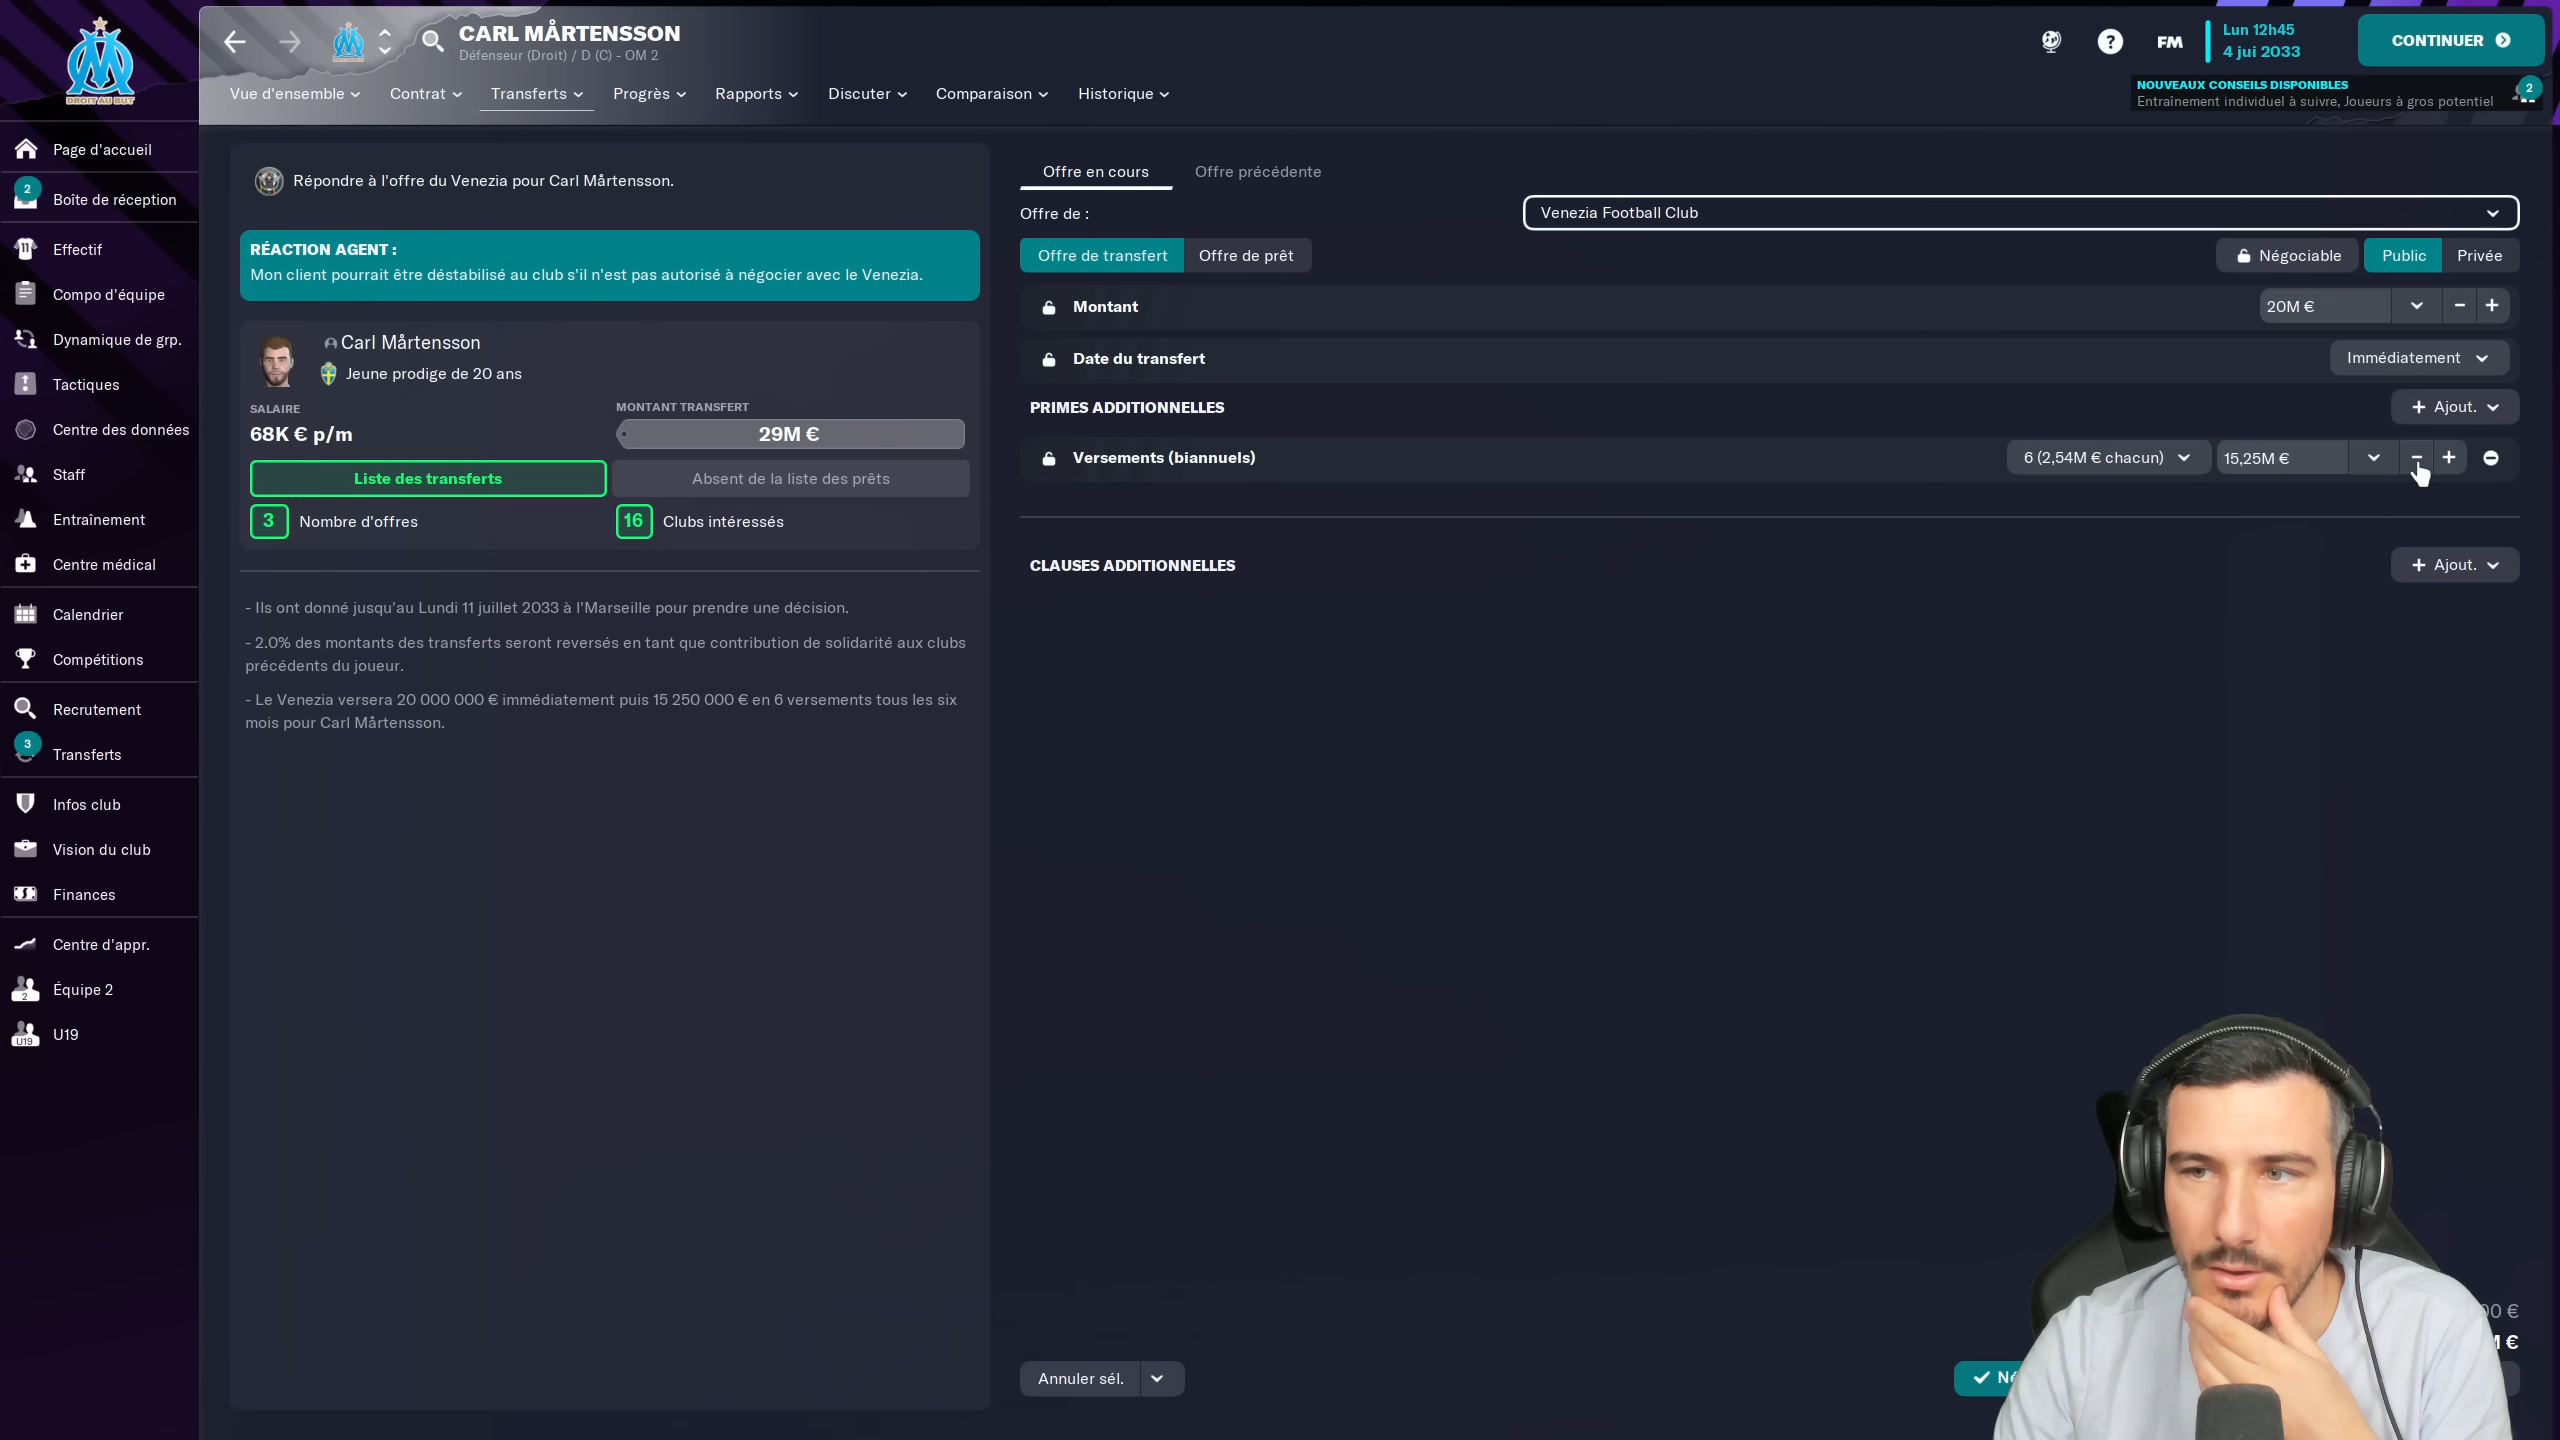 DROIT AU BUT
CARL MÅRTENSSON
Défenseur (Droit) / D (C) - OM 2
FM
Lun 12h45
4 jui 2033
CONTINUER
NOUVEAUX CONSEILS DISPONIBLES
Entraînement individuel à suivre, Joueurs à gros potentiel
2
Vue d'ensemble
Contrat
Transferts
Progrès
Rapports
Discuter
Comparaison
Historique
Page d'accueil
2
Boîte de réception
Effectif
Compo d'équipe
Dynamique de grp.
Tactiques
Centre des données
Staff
Entraînement
Centre médical
Calendrier
Compétitions
Recrutement
3
Transferts
Infos club
Vision du club
Finances
Centre d'appr.
2
Équipe 2
U19
U19
Répondre à l'offre du Venezia pour Carl Mårtensson.
RÉACTION AGENT :
Mon client pourrait être déstabilisé au club s'il n'est pas autorisé à négocier avec le Venezia.
Carl Mårtensson
Jeune prodige de 20 ans
SALAIRE
68K € p/m
MONTANT TRANSFERT
29M €
Liste des transferts
Absent de la liste des prêts
3
Nombre d'offres
16
Clubs intéressés
- Ils ont donné jusqu'au Lundi 11 juillet 2033 à l'Marseille pour prendre une décision.
- 2.0% des montants des transferts seront reversés en tant que contribution de solidarité aux clubs
précédents du joueur.
- Le Venezia versera 20 000 000 € immédiatement puis 15 250 000 € en 6 versements tous les six
mois pour Carl Mårtensson.
Offre en cours
Offre précédente
Offre de :
Venezia Football Club
Offre de transfert
Offre de prêt
Négociable
Public
Privée
Montant
20M €
Date du transfert
Immédiatement
PRIMES ADDITIONNELLES
+ Ajout.
Versements (biannuels)
6 (2,54M € chacun)
15,25M €
CLAUSES ADDITIONNELLES
+ Ajout.
00 €
M €
Annuler sél.
Né